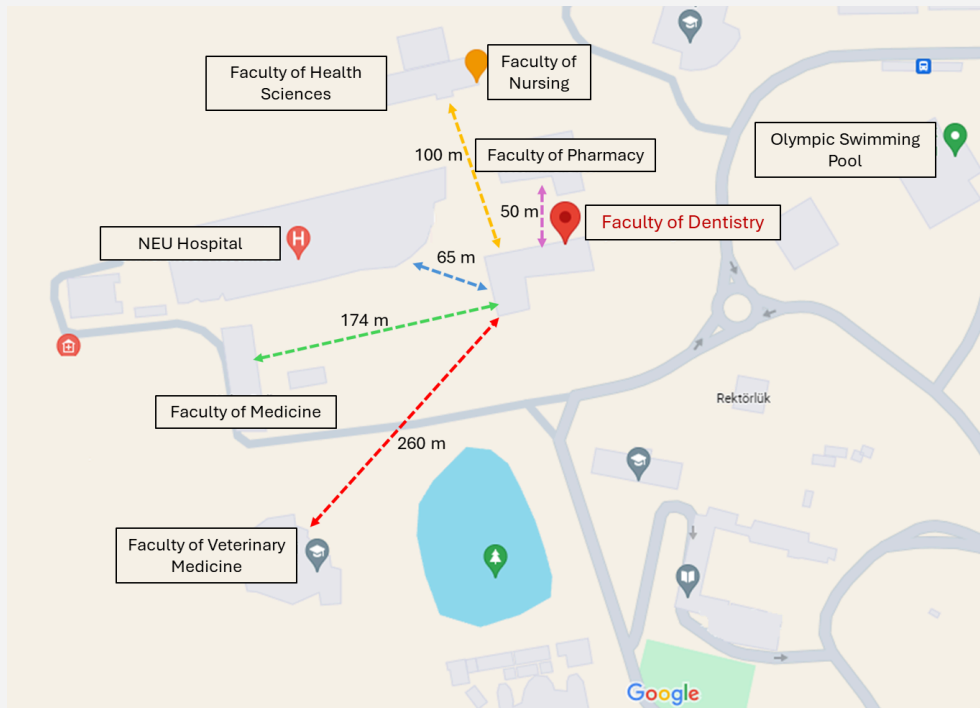 Faculty of Health
Sciences
Faculty of
Nursing
100 m
Faculty of Pharmacy
Olympic Swimming
Pool
50 m
Faculty of Dentistry
NEU Hospital
H
65 m
174 m
Rektörlük
Faculty of Medicine
260 m
Faculty of Veterinary
Medicine
Google